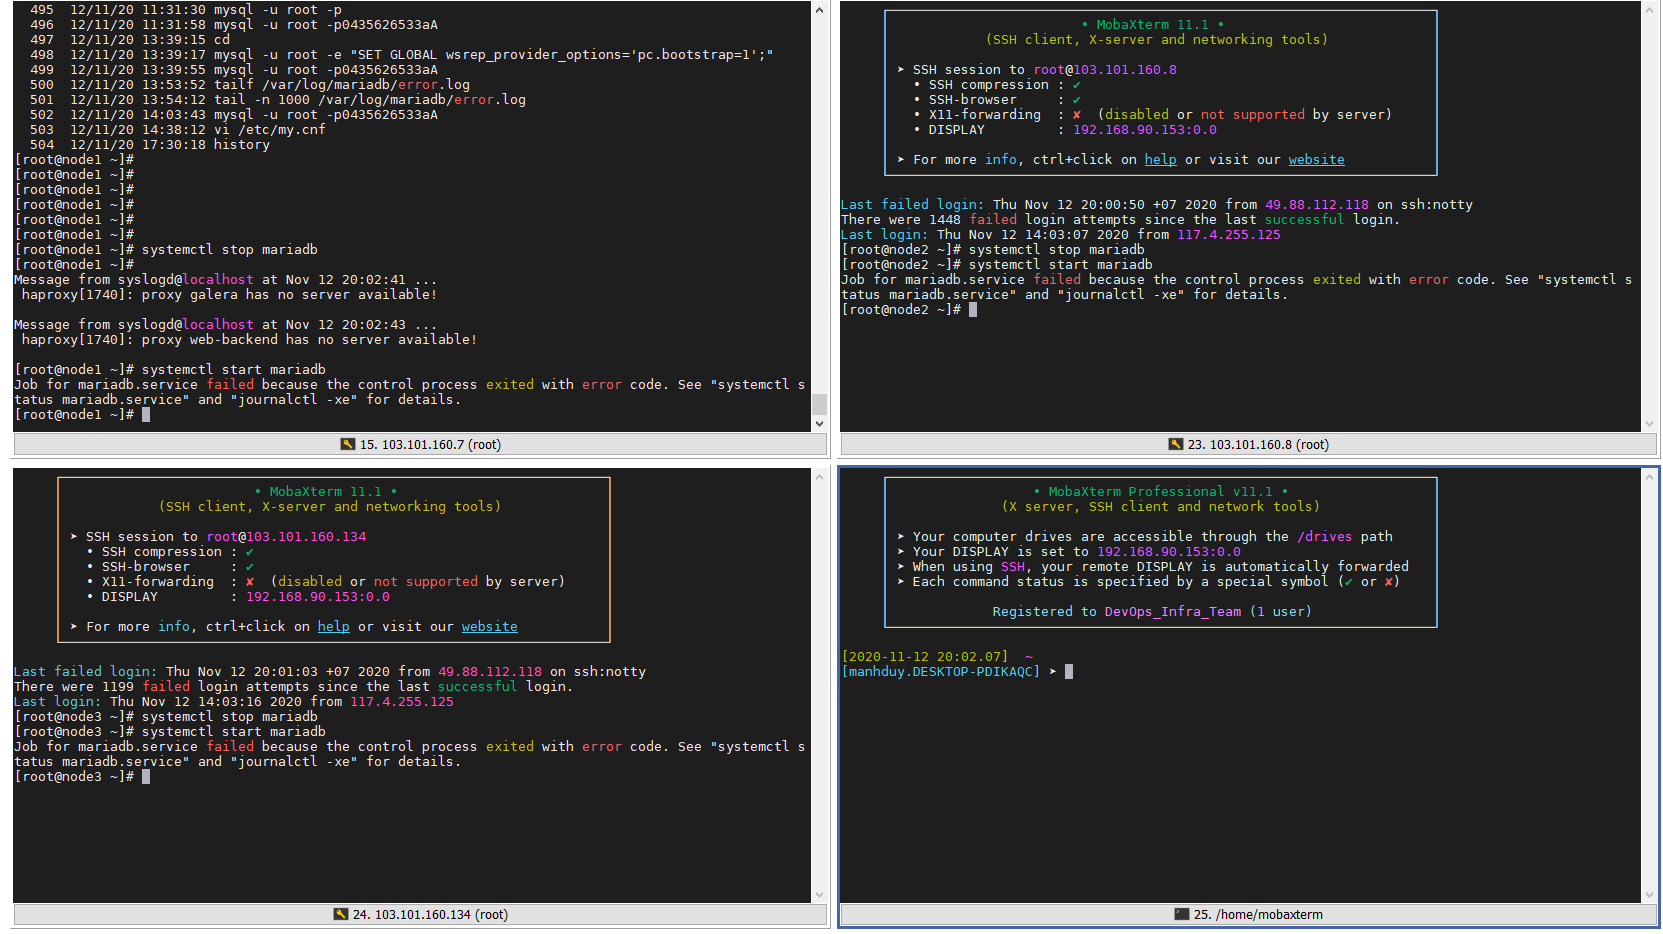 495  12/11/20 11:31:30 mysql -u root -p
496  12/11/20 11:31:58 mysql -u root -p0435626533aA
497  12/11/20 13:39:15 cd
498  12/11/20 13:39:17 mysql -u root -e "SET GLOBAL wsrep_provider_options='pc.bootstrap=1';"
499  12/11/20 13:39:55 mysql -u root -p0435626533aA
500  12/11/20 13:53:52 tailf /var/log/mariadb/error.log
501  12/11/20 13:54:12 tail -n 1000 /var/log/mariadb/error.log
502  12/11/20 14:03:43 mysql -u root -p0435626533aA
503  12/11/20 14:38:12 vi /etc/my.cnf
504  12/11/20 17:30:18 history
[root@node1 ~]#
[root@node1 ~]#
[root@node1 ~]#
[root@node1 ~]#
[root@node1 ~]#
[root@node1 ~]#
[root@node1 ~]# systemctl stop mariadb
[root@node1 ~]#
Message from syslogd@localhost at Nov 12 20:02:41 ...
haproxy[1740]: proxy galera has no server available!
Message from syslogd@localhost at Nov 12 20:02:43 ...
haproxy[1740]: proxy web-backend has no server available!
[root@node1 ~]# systemctl start mariadb
Job for mariadb.service failed because the control process exited with error code. See "systemctl s
tatus mariadb.service" and "journalctl -xe" for details.
[root@node1 ~]#
15. 103.101.160.7 (root)
• MobaXterm 11.1 •
(SSH client, X-server and networking tools)
➤ SSH session to root@103.101.160.8
• SSH compression : ✔
• SSH-browser     : ✔
• X11-forwarding  : ✘  (disabled or not supported by server)
• DISPLAY         : 192.168.90.153:0.0
➤ For more info, ctrl+click on help or visit our website
Last failed login: Thu Nov 12 20:00:50 +07 2020 from 49.88.112.118 on ssh:notty
There were 1448 failed login attempts since the last successful login.
Last login: Thu Nov 12 14:03:07 2020 from 117.4.255.125
[root@node2 ~]# systemctl stop mariadb
[root@node2 ~]# systemctl start mariadb
Job for mariadb.service failed because the control process exited with error code. See "systemctl s
tatus mariadb.service" and "journalctl -xe" for details.
[root@node2 ~]#
23. 103.101.160.8 (root)
• MobaXterm 11.1 •
(SSH client, X-server and networking tools)
➤ SSH session to root@103.101.160.134
• SSH compression : ✔
• SSH-browser     : ✔
• X11-forwarding  : ✘  (disabled or not supported by server)
• DISPLAY         : 192.168.90.153:0.0
➤ For more info, ctrl+click on help or visit our website
Last failed login: Thu Nov 12 20:01:03 +07 2020 from 49.88.112.118 on ssh:notty
There were 1199 failed login attempts since the last successful login.
Last login: Thu Nov 12 14:03:16 2020 from 117.4.255.125
[root@node3 ~]# systemctl stop mariadb
[root@node3 ~]# systemctl start mariadb
Job for mariadb.service failed because the control process exited with error code. See "systemctl s
tatus mariadb.service" and "journalctl -xe" for details.
[root@node3 ~]#
24. 103.101.160.134 (root)
• MobaXterm Professional v11.1 •
(X server, SSH client and network tools)
➤ Your computer drives are accessible through the /drives path
➤ Your DISPLAY is set to 192.168.90.153:0.0
➤ When using SSH, your remote DISPLAY is automatically forwarded
➤ Each command status is specified by a special symbol (✔ or ✘)
Registered to DevOps_Infra_Team (1 user)
[2020-11-12 20:02.07]  ~
[manhduy.DESKTOP-PDIKAQC] ➤
25. /home/mobaxterm